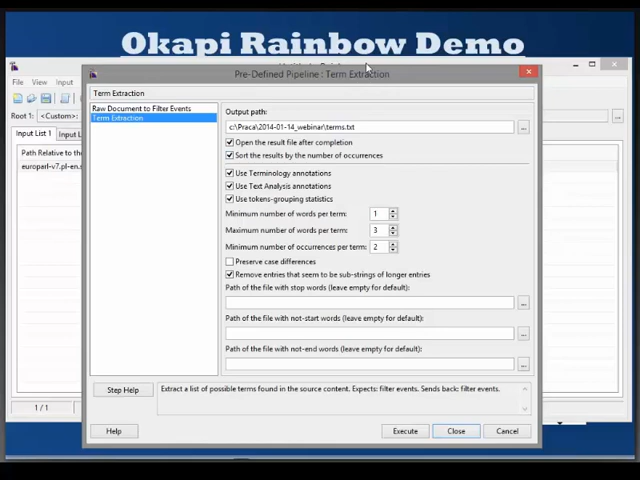 Okapi Rainbow Demo
Pre-Defined Pipeline : Term Extraction
File View Input
Term Extraction
Root 1: <Custom>:
Raw Document to Filter Events
Term Extraction
Input List 1 Input L
Path Relative to the
europarl-v7.pl-en.
Output path:
c:\Praca\2014-01-14_webinar\terms.txt
...
Open the result file after completion
Sort the results by the number of occurrences
Use Terminology annotations
Use Text Analysis annotations
Use tokens-grouping statistics
Minimum number of words per term: 1
Maximum number of words per term: 3
Minimum number of occurrences per term: 2
Preserve case differences
Remove entries that seem to be sub-strings of longer entries
Path of the file with stop words (leave empty for default):
...
Path of the file with not-start words (leave empty for default):
...
Path of the file with not-end words (leave empty for default):
...
Step Help
Extract a list of possible terms found in the source content. Expects: filter events. Sends back: filter events.
1 / 1
Help Execute Close Cancel